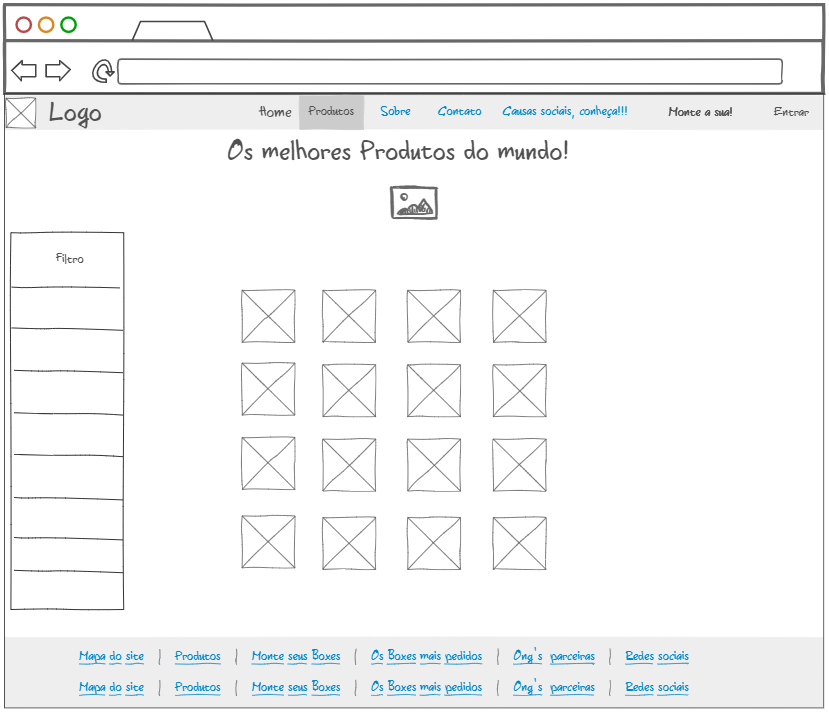 Logo Home Produtos Sobre Contato Causas sociais, conheça!!! Monte a sua! Entrar
Os melhores Produtos do mundo!
Filtro
Mapa do site | Produtos | Monte seus Boxes | Os Boxes mais pedidos | Ong's parceiras | Redes sociais
Mapa do site | Produtos | Monte seus Boxes | Os Boxes mais pedidos | Ong's parceiras | Redes sociais